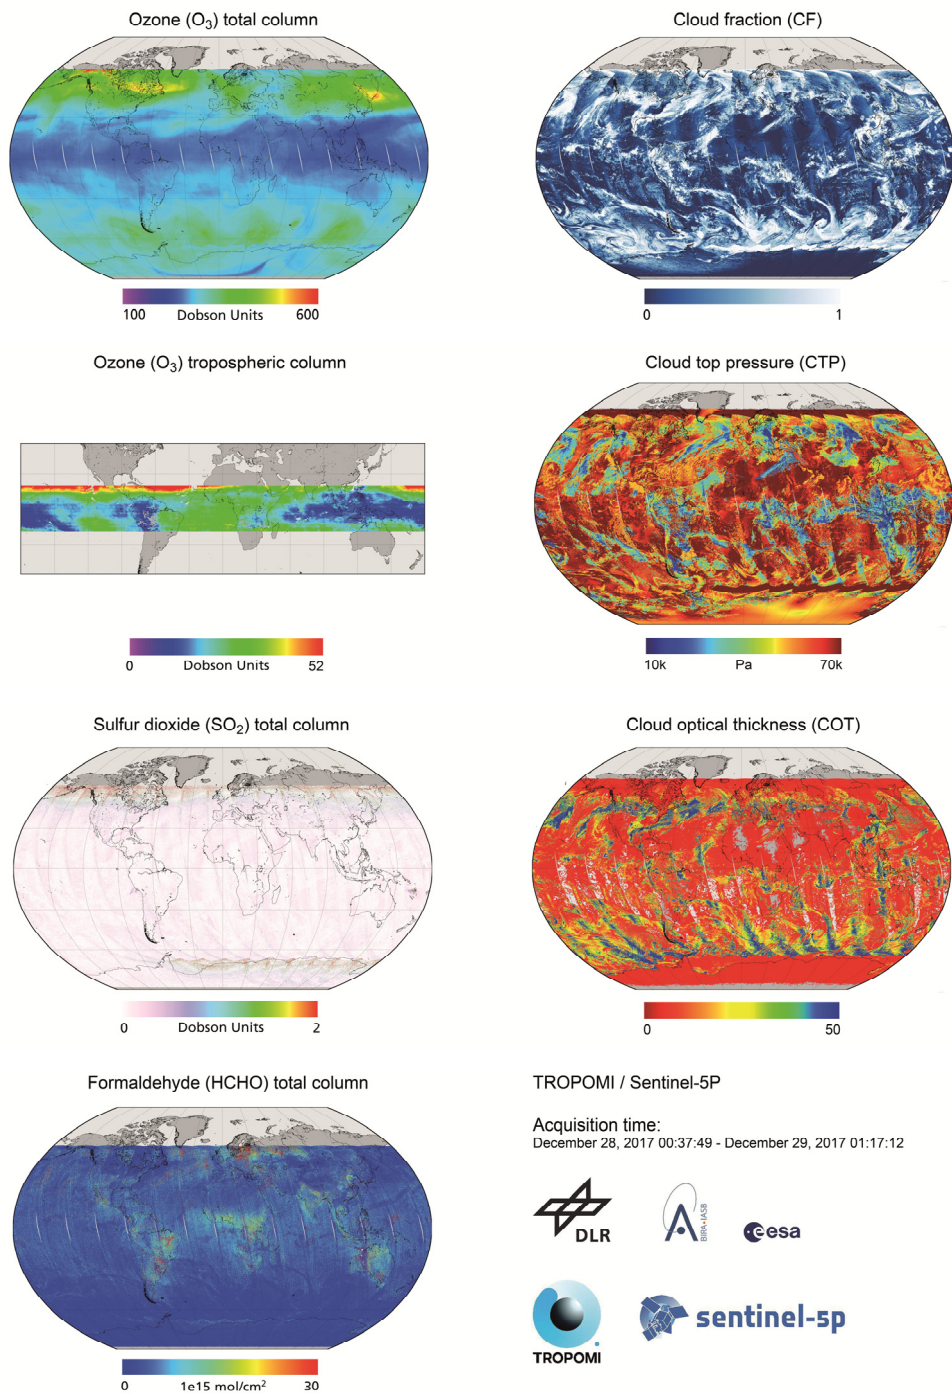 Ozone (O₃) total column
100 Dobson Units 600
Cloud fraction (CF)
0 1
Ozone (O₃) tropospheric column
0 Dobson Units 52
Cloud top pressure (CTP)
10k Pa 70k
Sulfur dioxide (SO₂) total column
0 Dobson Units 2
Cloud optical thickness (COT)
0 50
Formaldehyde (HCHO) total column
0 1e15 mol/cm² 30
TROPOMI / Sentinel-5P
Acquisition time:
December 28, 2017 00:37:49 - December 29, 2017 01:17:12
DLR
BIRA-IASB
esa
TROPOMI
sentinel-5p